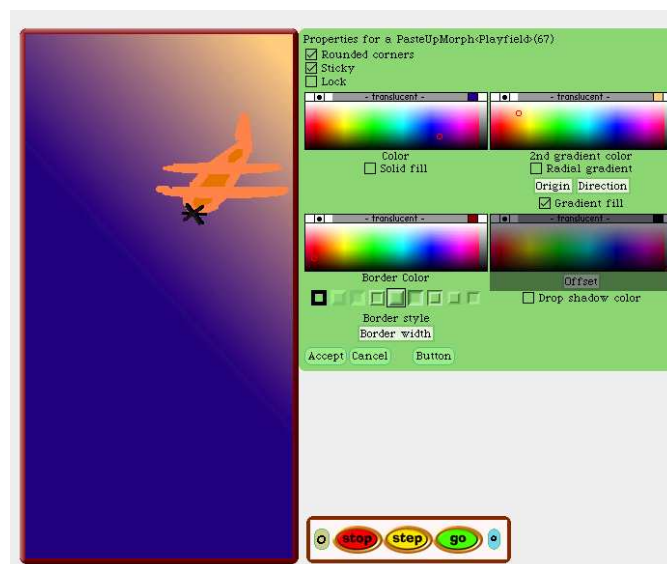 Properties for a PasteUpMorph<Playfield>(67)
Rounded corners
Sticky
Lock
- translucent -
- translucent -
Color
2nd gradient color
Solid fill
Radial gradient
Origin Direction
Gradient fill
- translucent -
- translucent -
Border Color
Offset
Drop shadow color
Border style
Border width
Accept Cancel Button
stop step go